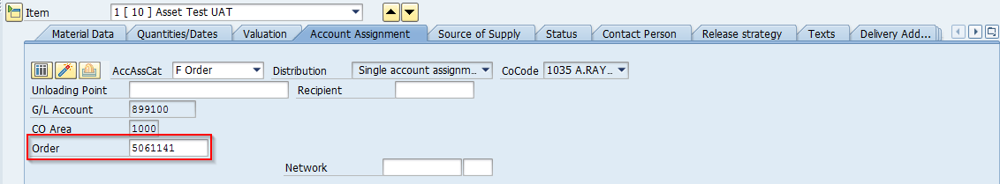 Item 1 [ 10 ] Asset Test UAT
Material Data Quantities/Dates Valuation Account Assignment Source of Supply Status Contact Person Release strategy Texts Delivery Add...
AccAssCat F Order Distribution Single account assignm... CoCode 1035 A.RAY...
Unloading Point Recipient
G/L Account 899100
CO Area 1000
Order 5061141
Network